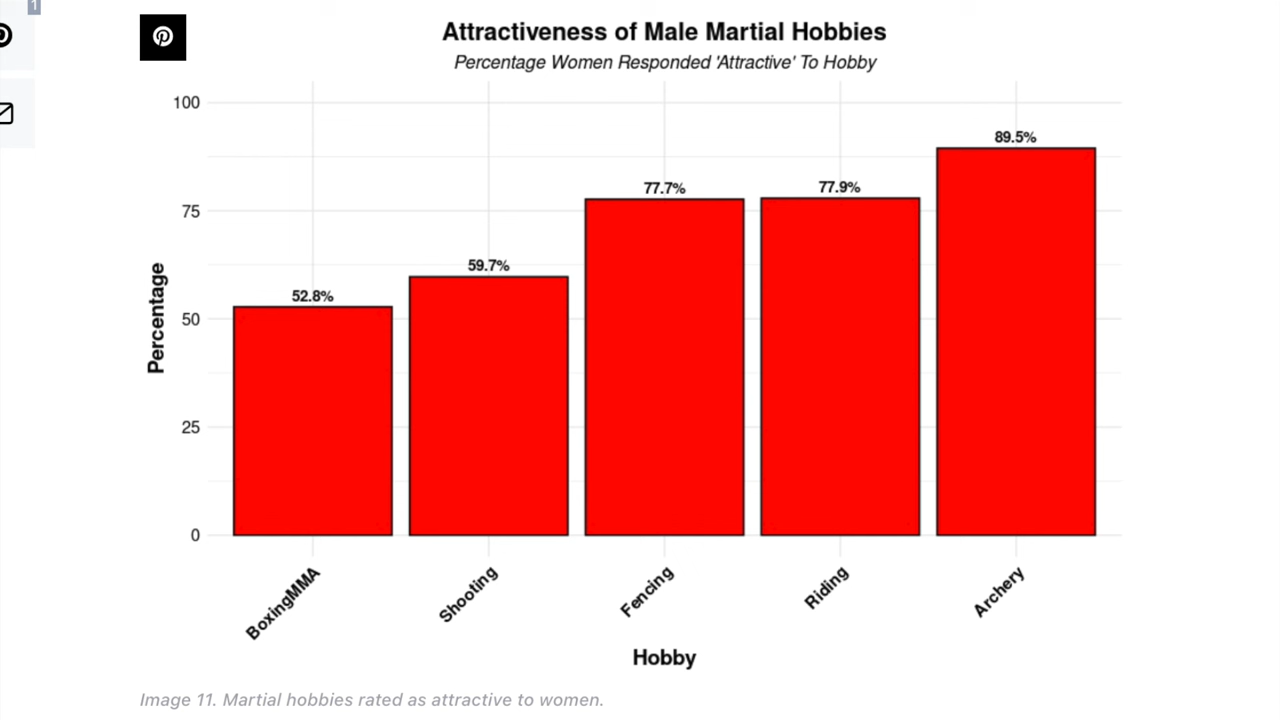 1
Attractiveness of Male Martial Hobbies
Percentage Women Responded 'Attractive' To Hobby
Percentage
100
75
50
25
0
52.8%
59.7%
77.7%
77.9%
89.5%
BoxingMMA
Shooting
Fencing
Riding
Archery
Hobby
Image 11. Martial hobbies rated as attractive to women.